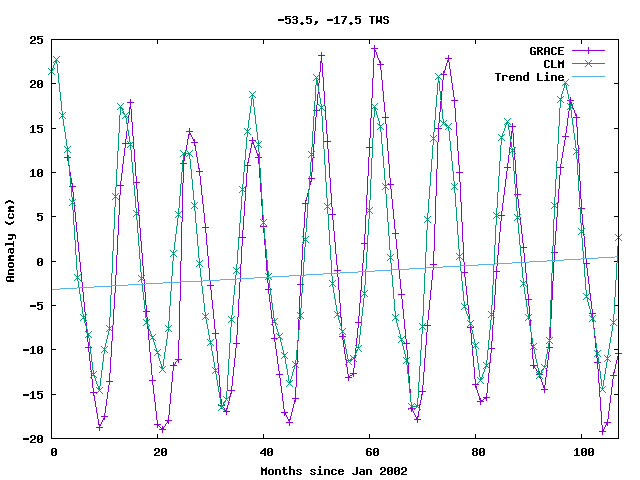 -53.5, -17.5 TWS
GRACE
CLM
Trend Line
25
20
15
10
5
0
-5
-10
-15
-20
Anomaly (cm)
0 20 40 60 80 100
Months since Jan 2002